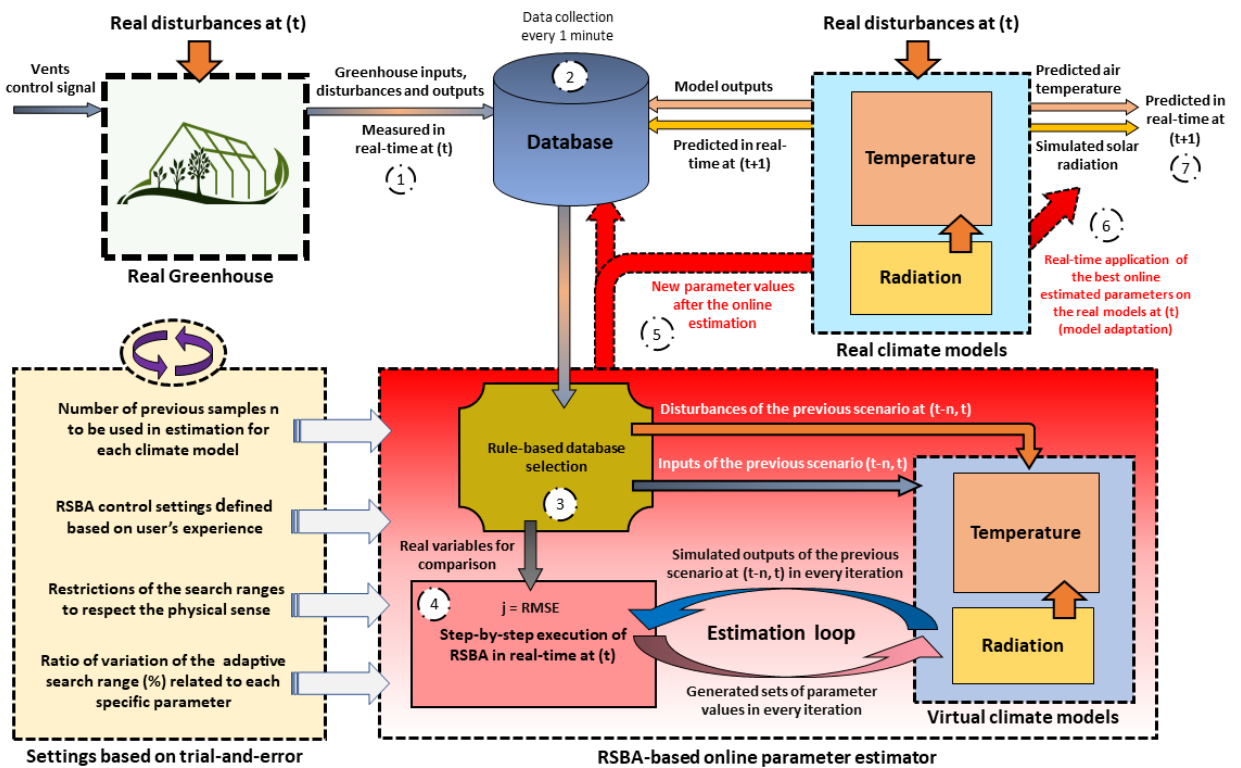 Real disturbances at (t)
Data collection
every 1 minute
Real disturbances at (t)
Vents
control signal
Greenhouse inputs,
disturbances and outputs
Measured in
real-time at (t)
1
2
Database
Model outputs
Predicted in real-
time at (t+1)
Temperature
Radiation
Predicted air
temperature
Simulated solar
radiation
Predicted in
real-time at
(t+1)
7
Real Greenhouse
New parameter values
after the online
estimation
5
6
Real-time application of
the best online
estimated parameters on
the real models at (t)
(model adaptation)
Real climate models
Number of previous samples n
to be used in estimation for
each climate model
RSBA control settings defined
based on user's experience
Restrictions of the search ranges
to respect the physical sense
Ratio of variation of the adaptive
search range (%) related to each
specific parameter
Settings based on trial-and-error
Rule-based database
selection
3
Disturbances of the previous scenario at (t-n, t)
Inputs of the previous scenario (t-n, t)
Real variables for
comparison
4
j = RMSE
Step-by-step execution of
RSBA in real-time at (t)
Simulated outputs of the previous
scenario at (t-n, t) in every iteration
Estimation loop
Generated sets of parameter
values in every iteration
Temperature
Radiation
Virtual climate models
RSBA-based online parameter estimator